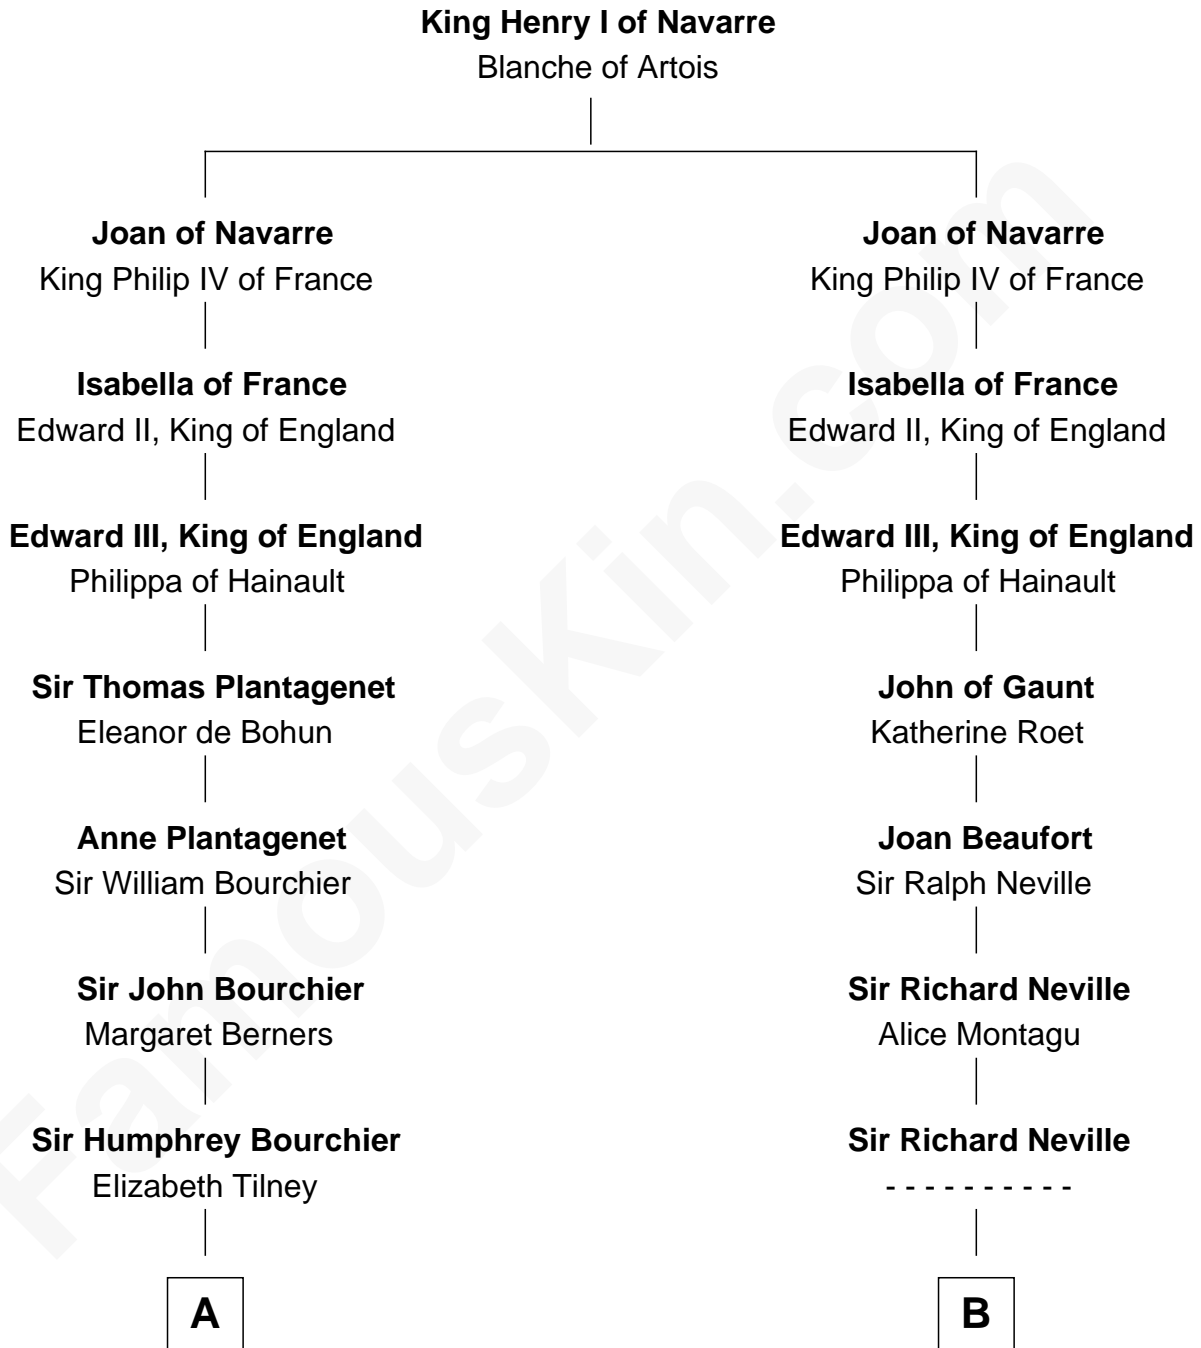 King Henry I of Navarre
Blanche of Artois
Joan of Navarre
King Philip IV of France
Joan of Navarre
King Philip IV of France
Isabella of France
Edward II, King of England
Isabella of France
Edward II, King of England
Edward III, King of England
Philippa of Hainault
Edward III, King of England
Philippa of Hainault
Sir Thomas Plantagenet
Eleanor de Bohun
John of Gaunt
Katherine Roet
Anne Plantagenet
Sir William Bourchier
Joan Beaufort
Sir Ralph Neville
Sir John Bourchier
Margaret Berners
Sir Richard Neville
Alice Montagu
Sir Humphrey Bourchier
Elizabeth Tilney
Sir Richard Neville
- - - - - - - - - -
A
B
FamousKin.com